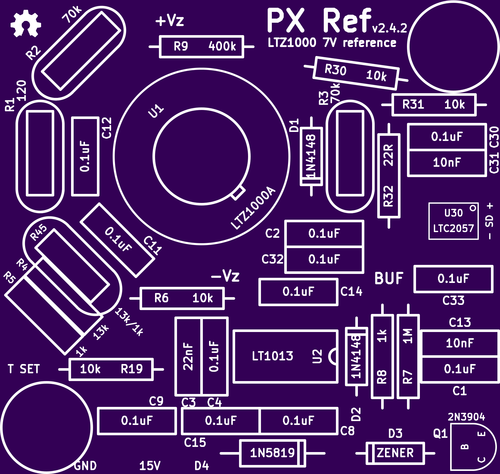 PX Ref v2.4.2
LTZ1000 7V reference
+Vz
R9 400k
R2
70k
R30 10k
R31 10k
R1
120
0.1uF
C12
U1
LTZ1000A
D1
1N4148
R3
70k
R32 22R
0.1uF
C30
10nF
C31
U30
LTC2057
- SD +
R45
R4
R5
0.1uF
C11
C2
0.1uF
C32
0.1uF
-Vz
BUF
0.1uF
C33
R6 10k
0.1uF
C14
13k/1k
13k
1k
22nF
0.1uF
C3 C4
LT1013
U2
1N4148
D2
R8 1k
R7 1M
C13
10nF
0.1uF
C1
T SET
10k R19
C9
0.1uF
0.1uF
C15
0.1uF
C8
2N3904
Q1
E
B
C
D3
ZENER
1N5819
D4
GND
15V